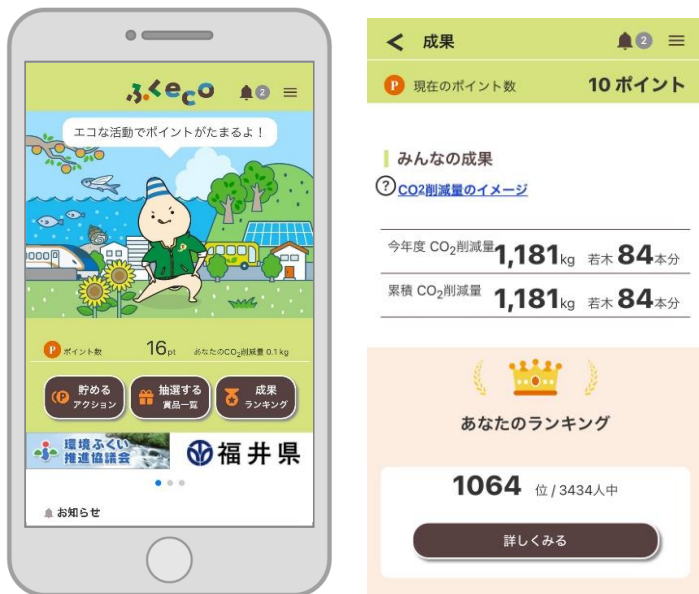 ふくeco
2
エコな活動でポイントがたまるよ！
P ポイント数 16pt あなたのCO2削減量 0.1kg
P 貯める
アクション
抽選する
賞品一覧
成果
ランキング
環境ふくい
推進協議会
福井県
お知らせ
成果
2
P 現在のポイント数 10 ポイント
みんなの成果
? CO2削減量のイメージ
今年度 CO2削減量 1,181kg 若木 84本分
累積 CO2削減量 1,181kg 若木 84本分
あなたのランキング
1064 位 / 3434人中
詳しくみる